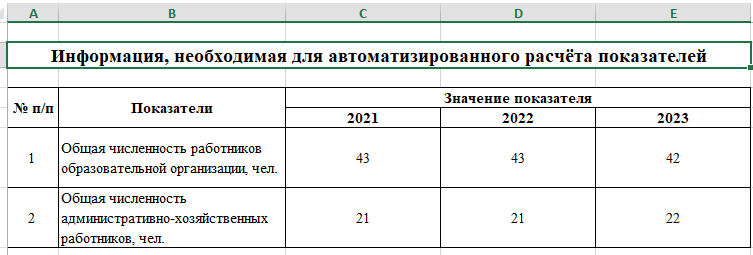 A B C D E
Информация, необходимая для автоматизированного расчёта показателей
№ п/п Показатели Значение показателя
2021 2022 2023
1 Общая численность работников образовательной организации, чел. 43 43 42
2 Общая численность административно-хозяйственных работников, чел. 21 21 22